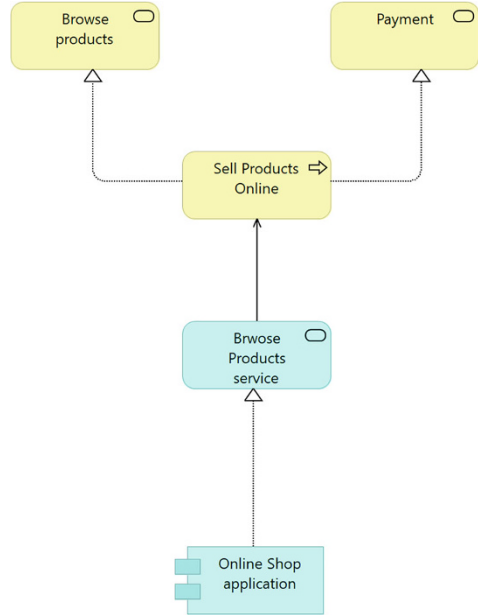 Browse
products
Payment
Sell Products
Online
Brwose
Products
service
Online Shop
application